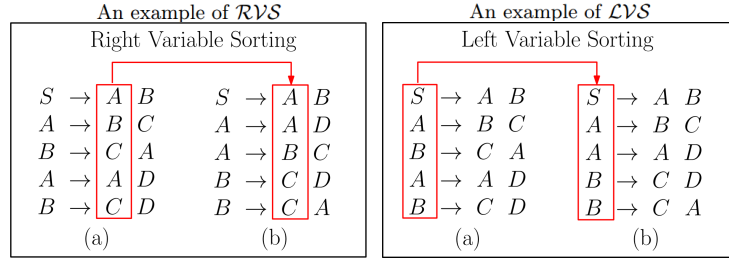 An example of RVS An example of LVS
Right Variable Sorting Left Variable Sorting
S → A B S → A B S → A B S → A B
A → B C A → A D A → B C A → B C
B → C A A → B C B → C A A → A D
A → A D B → C D A → A D B → C D
B → C D B → C A B → C D B → C A
(a) (b) (a) (b)